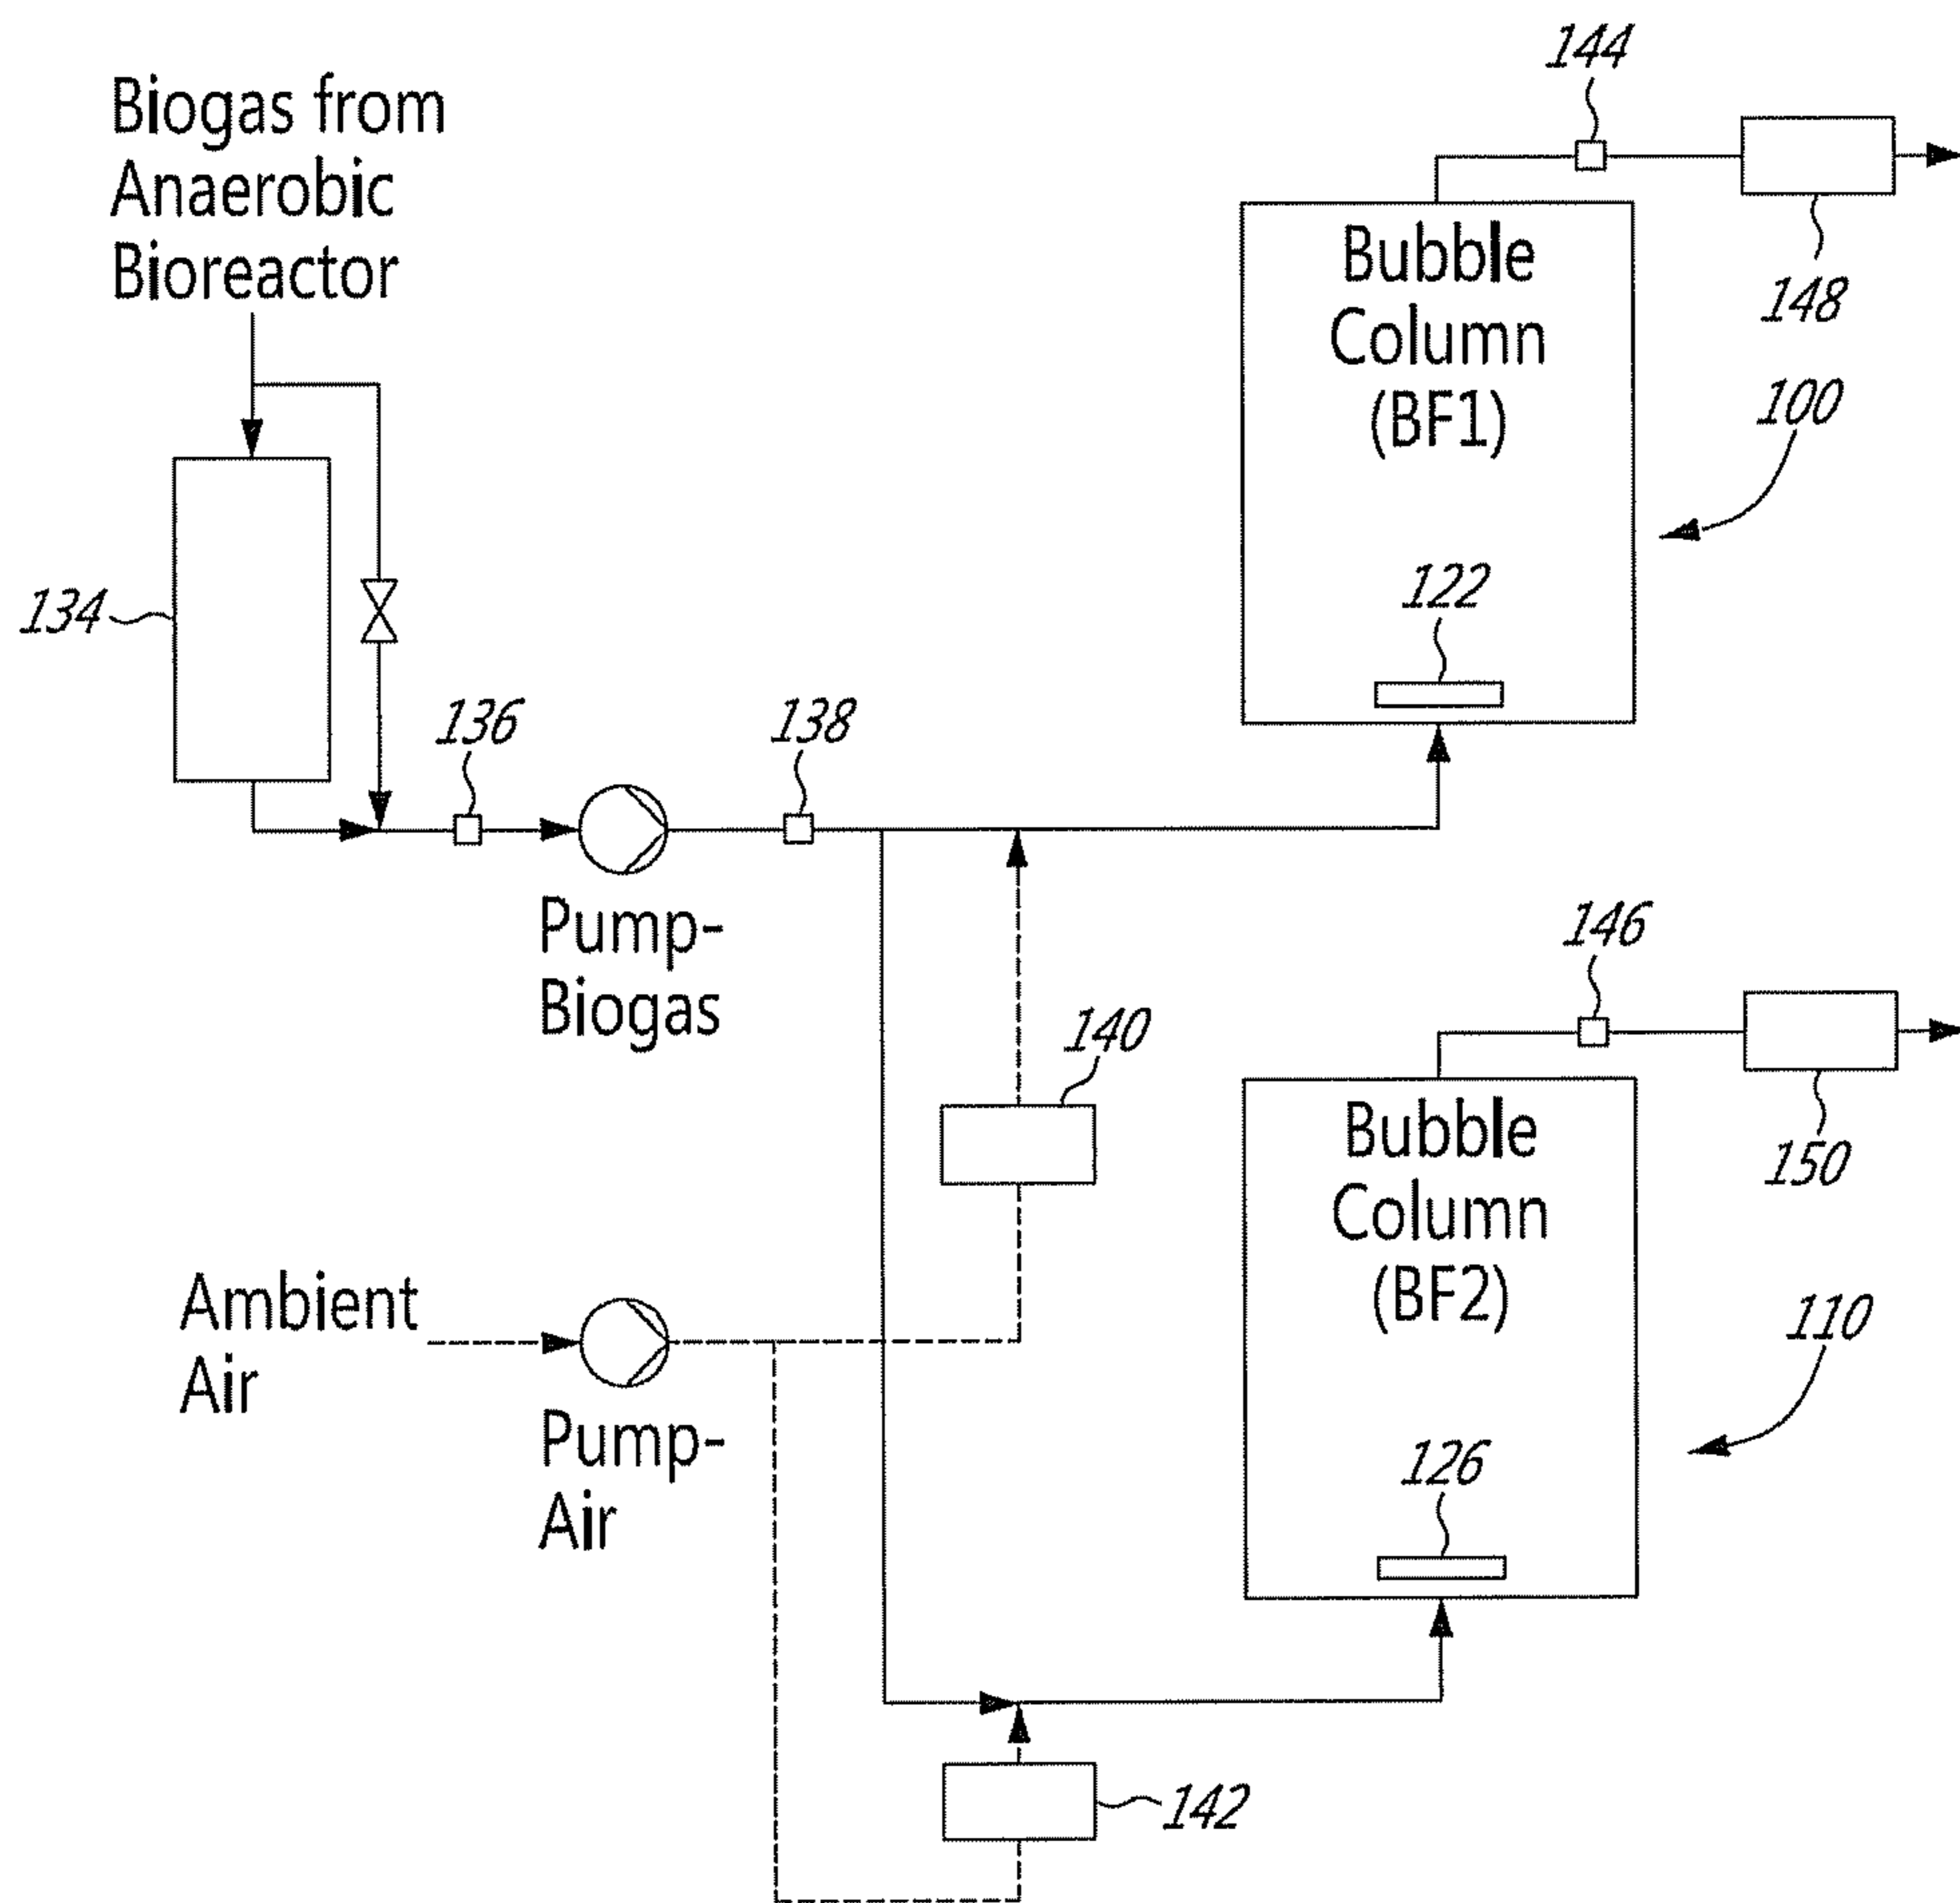 144
Biogas from
Anaerobic
Bioreactor
148
Bubble
Column
(BF1)
100
122
134
136
138
Pump-
Biogas
146
140
150
Bubble
Column
(BF2)
110
Ambient
Air
Pump-
Air
126
142